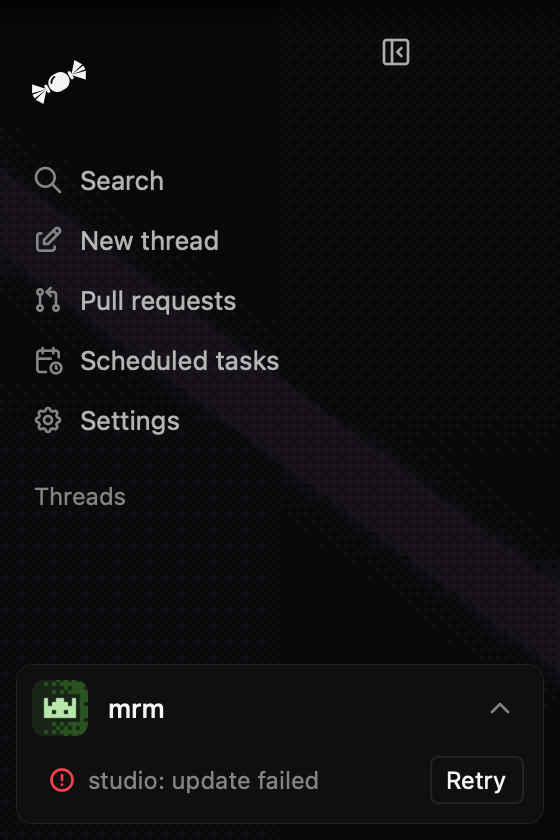 Search
New thread
Pull requests
Scheduled tasks
Settings
Threads
mrm
studio: update failed
Retry